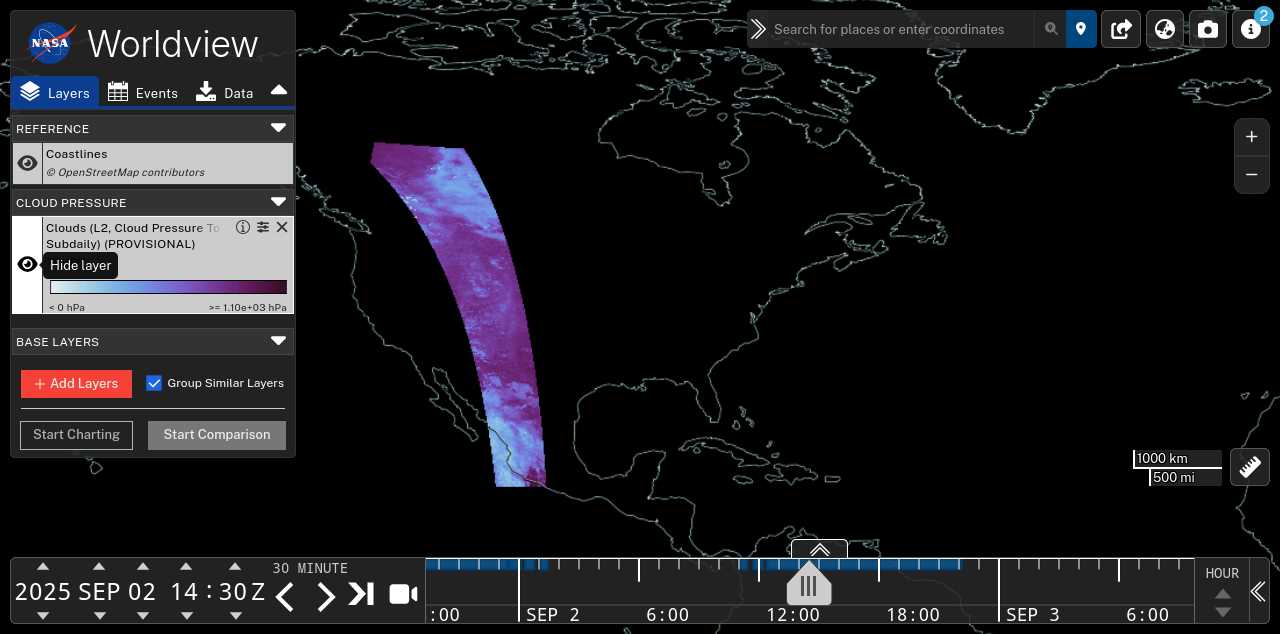 NASA
Worldview
Layers
Events
Data
REFERENCE
Coastlines
© OpenStreetMap contributors
CLOUD PRESSURE
Clouds (L2, Cloud Pressure To
Subdaily) (PROVISIONAL)
Hide layer
< 0 hPa
>= 1.10e+03 hPa
BASE LAYERS
+ Add Layers
Group Similar Layers
Start Charting
Start Comparison
Search for places or enter coordinates
2
+
−
1000 km
500 mi
2025 SEP 02 14 : 30 Z
30 MINUTE
:00
SEP 2
6:00
12:00
18:00
SEP 3
6:00
HOUR